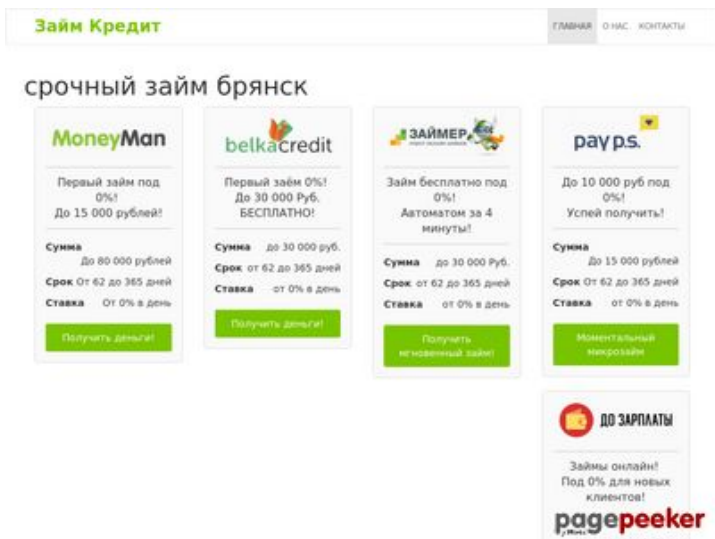 Займ Кредит
ГЛАВНАЯ О НАС КОНТАКТЫ
срочный займ брянск
MoneyMan
Первый займ под
0%!
До 15 000 рублей!
Сумма
До 80 000 рублей
Срок От 62 до 365 дней
Ставка От 0% в день
Получить деньги!
belkacredit
Первый заём 0%!
До 30 000 Руб.
БЕСПЛАТНО!
Сумма до 30 000 руб.
Срок от 62 до 365 дней
Ставка от 0% в день
Получить деньги!
ЗАЙМЕР
Займ бесплатно под
0%!
Автоматом за 4
минуты!
Сумма до 30 000 Руб.
Срок от 62 до 365 дней
Ставка от 0% в день
Получить
мгновенный займ!
pay p.s.
До 10 000 руб под
0%!
Успей получить!
Сумма
До 15 000 рублей
Срок От 62 до 365 дней
Ставка от 0% в день
Моментальный
микрозайм
ДО ЗАРПЛАТЫ
Займы онлайн!
Под 0% для новых
клиентов!
pagepeeker